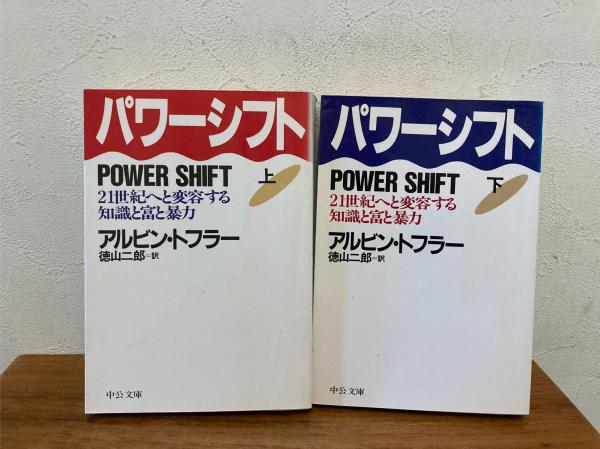 パワーシフト
POWER SHIFT 上
21世紀へと変容する
知識と富と暴力
アルビン・トフラー
徳山二郎=訳
中公文庫
パワーシフト
POWER SHIFT 下
21世紀へと変容する
知識と富と暴力
アルビン・トフラー
徳山二郎=訳
中公文庫